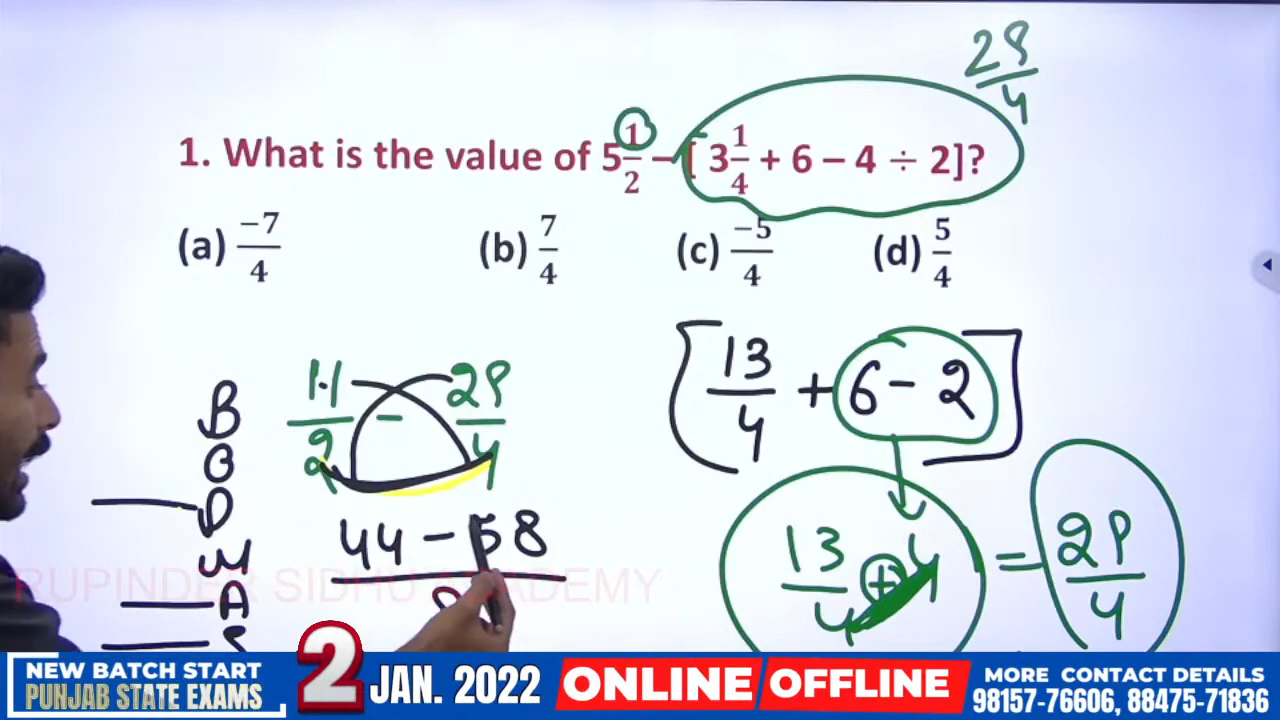 29/4
1. What is the value of 5 1/2 – [ 3 1/4 + 6 – 4 ÷ 2]?
(a) –7/4 (b) 7/4 (c) –5/4 (d) 5/4
[ 13/4 + 6 – 2 ]
11/2 – 29/4
44 – 58
13/4 + 4 = 29/4
B
O
D
M
A
S
RUPINDER SIDHU ACADEMY
NEW BATCH START
PUNJAB STATE EXAMS
2 JAN. 2022
ONLINE OFFLINE
MORE CONTACT DETAILS
98157-76606, 88475-71836